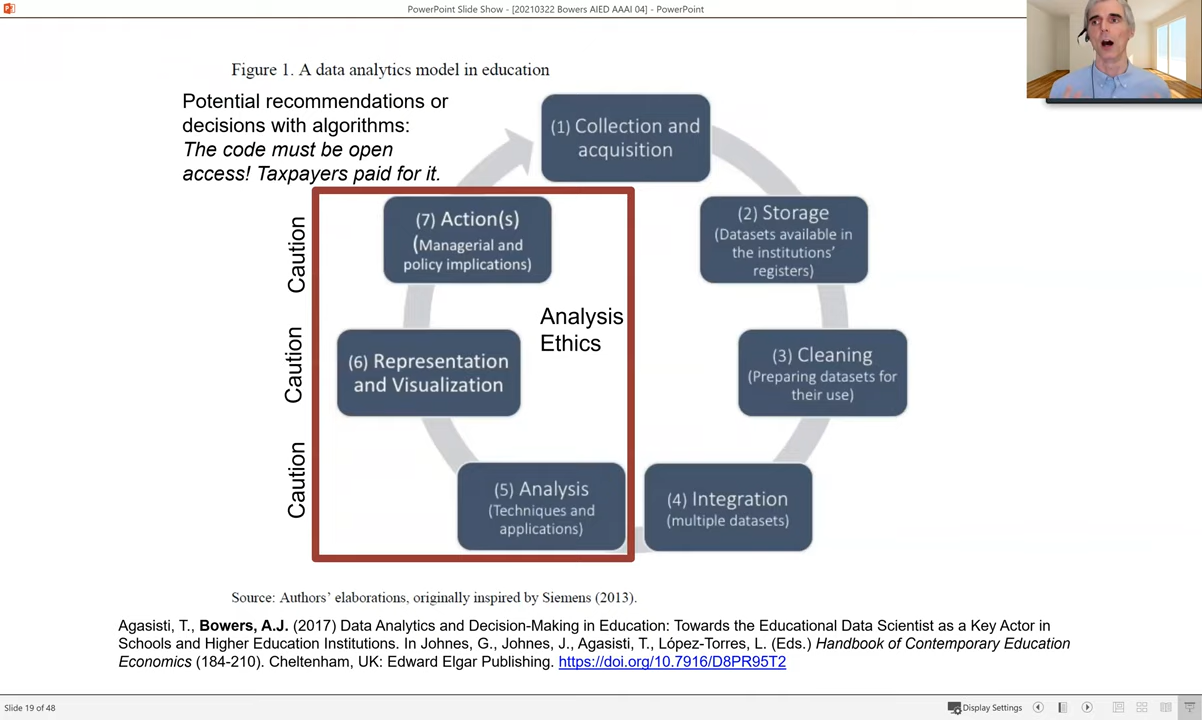 PowerPoint Slide Show - [20210322 Bowers AIED AAAI 04] - PowerPoint
Figure 1. A data analytics model in education
Potential recommendations or
decisions with algorithms:
The code must be open
access! Taxpayers paid for it.
(1) Collection and
acquisition
(2) Storage
(Datasets available in
the institutions’
registers)
(3) Cleaning
(Preparing datasets for
their use)
(4) Integration
(multiple datasets)
(5) Analysis
(Techniques and
applications)
(6) Representation
and Visualization
(7) Action(s)
(Managerial and
policy implications)
Analysis
Ethics
Caution
Caution
Caution
Source: Authors’ elaborations, originally inspired by Siemens (2013).
Agasisti, T., Bowers, A.J. (2017) Data Analytics and Decision-Making in Education: Towards the Educational Data Scientist as a Key Actor in
Schools and Higher Education Institutions. In Johnes, G., Johnes, J., Agasisti, T., López-Torres, L. (Eds.) Handbook of Contemporary Education
Economics (184-210). Cheltenham, UK: Edward Elgar Publishing. https://doi.org/10.7916/D8PR95T2
Slide 19 of 48
Display Settings